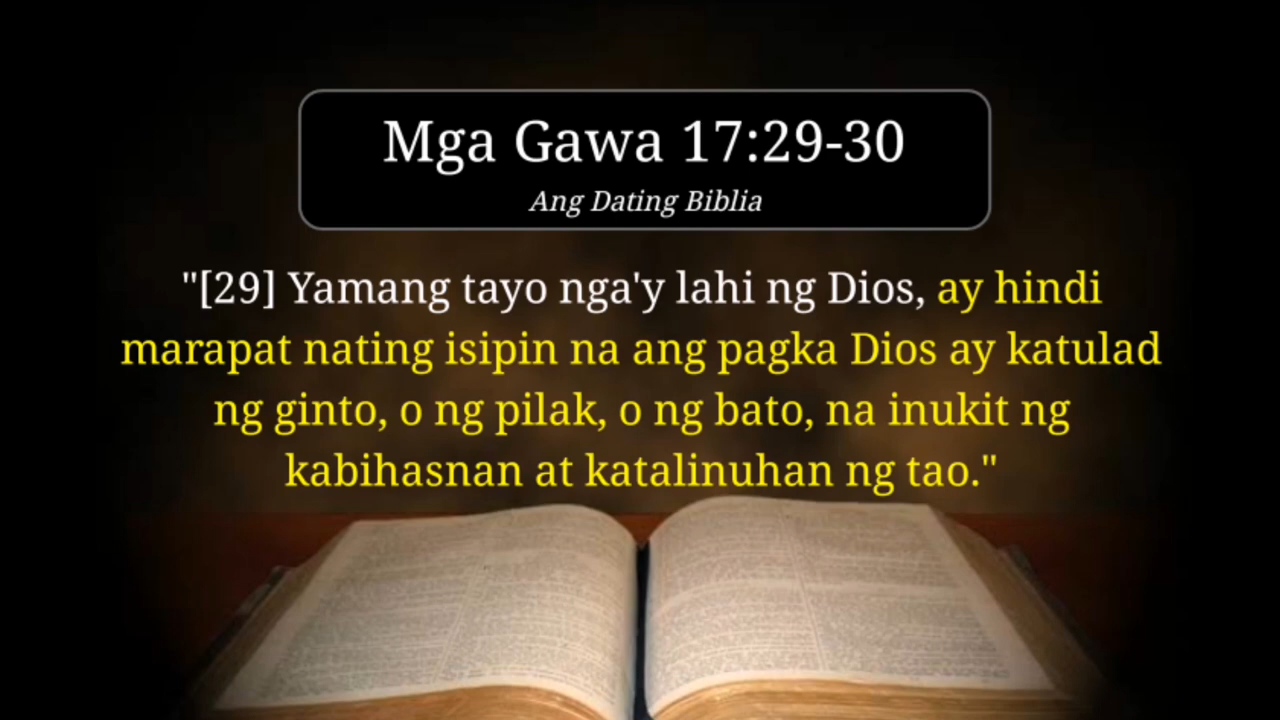 Mga Gawa 17:29-30
Ang Dating Biblia
"[29] Yamang tayo nga'y lahi ng Dios, ay hindi
marapat nating isipin na ang pagka Dios ay katulad
ng ginto, o ng pilak, o ng bato, na inukit ng
kabihasnan at katalinuhan ng tao."